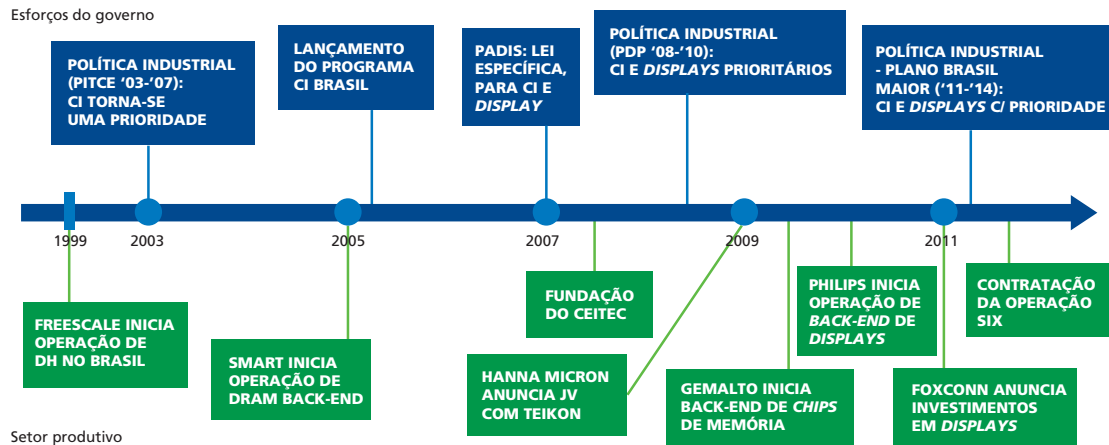 Esforços do governo
POLÍTICA INDUSTRIAL
(PITCE ‘03-’07):
CI TORNA-SE
UMA PRIORIDADE
LANÇAMENTO
DO PROGRAMA
CI BRASIL
PADIS: LEI
ESPECÍFICA,
PARA CI E
DISPLAY
POLÍTICA INDUSTRIAL
(PDP ‘08-’10):
CI E DISPLAYS PRIORITÁRIOS
POLÍTICA INDUSTRIAL
- PLANO BRASIL
MAIOR (‘11-’14):
CI E DISPLAYS C/ PRIORIDADE
1999
2003
2005
2007
2009
2011
FREESCALE INICIA
OPERAÇÃO DE
DH NO BRASIL
SMART INICIA
OPERAÇÃO DE
DRAM BACK-END
HANNA MICRON
ANUNCIA JV
COM TEIKON
FUNDAÇÃO
DO CEITEC
GEMALTO INICIA
BACK-END DE CHIPS
DE MEMÓRIA
PHILIPS INICIA
OPERAÇÃO DE
BACK-END DE
DISPLAYS
FOXCONN ANUNCIA
INVESTIMENTOS
EM DISPLAYS
CONTRATAÇÃO
DA OPERAÇÃO
SIX
Setor produtivo